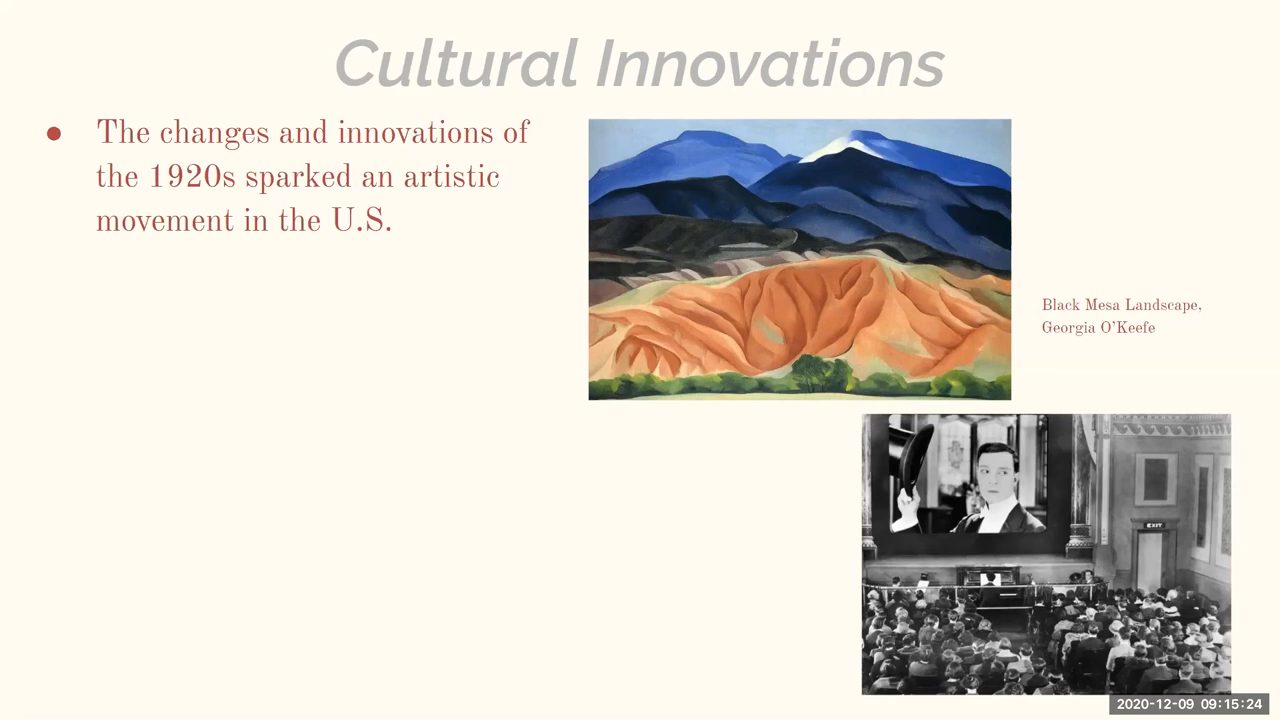 Cultural Innovations
● The changes and innovations of
the 1920s sparked an artistic
movement in the U.S.
Black Mesa Landscape,
Georgia O'Keefe
EXIT
2020-12-09 09:15:24